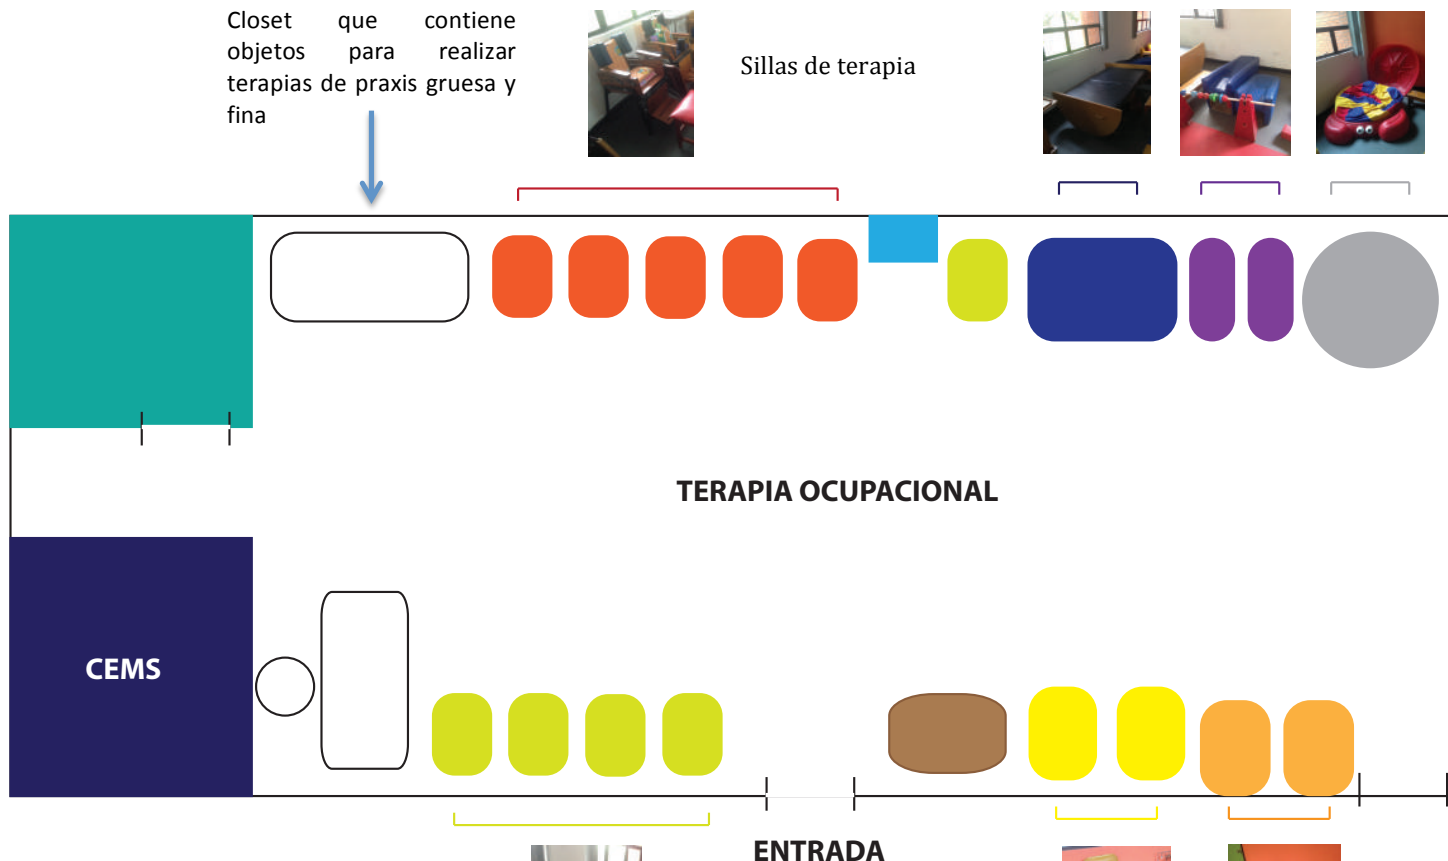 Closet que contiene
objetos para realizar
terapias de praxis gruesa y
fina
Sillas de terapia
TERAPIA OCUPACIONAL
CEMS
ENTRADA